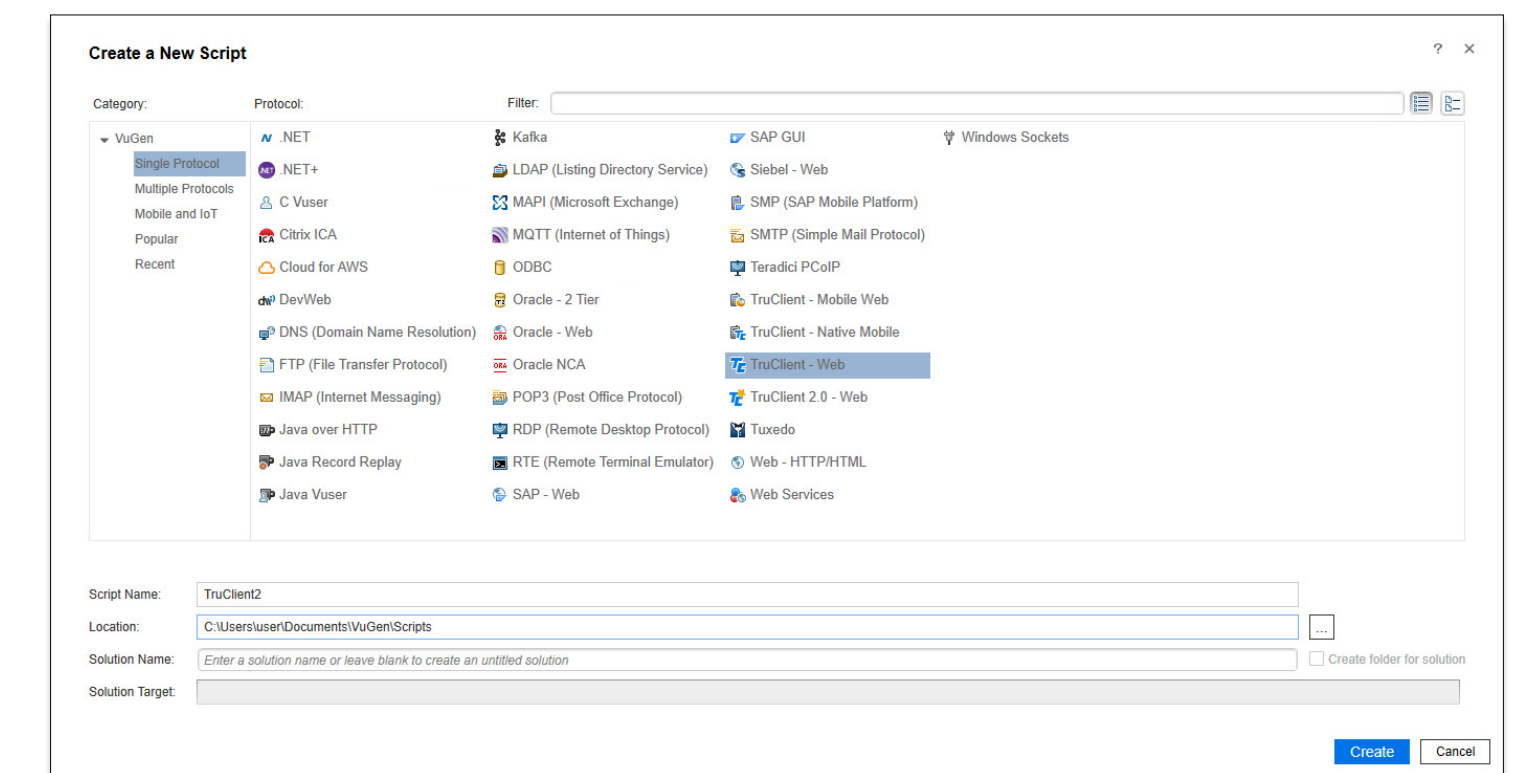 Create a New Script
? ×
Category: Protocol: Filter:
VuGen
Single Protocol
Multiple Protocols
Mobile and IoT
Popular
Recent
.NET
.NET+
C Vuser
Citrix ICA
Cloud for AWS
DevWeb
DNS (Domain Name Resolution)
FTP (File Transfer Protocol)
IMAP (Internet Messaging)
Java over HTTP
Java Record Replay
Java Vuser
Kafka
LDAP (Listing Directory Service)
MAPI (Microsoft Exchange)
MQTT (Internet of Things)
ODBC
Oracle - 2 Tier
Oracle - Web
Oracle NCA
POP3 (Post Office Protocol)
RDP (Remote Desktop Protocol)
RTE (Remote Terminal Emulator)
SAP - Web
SAP GUI
Siebel - Web
SMP (SAP Mobile Platform)
SMTP (Simple Mail Protocol)
Teradici PCoIP
TruClient - Mobile Web
TruClient - Native Mobile
TruClient - Web
TruClient 2.0 - Web
Tuxedo
Web - HTTP/HTML
Web Services
Windows Sockets
Script Name: TruClient2
Location: C:\Users\user\Documents\VuGen\Scripts ...
Solution Name: Enter a solution name or leave blank to create an untitled solution Create folder for solution
Solution Target:
Create Cancel